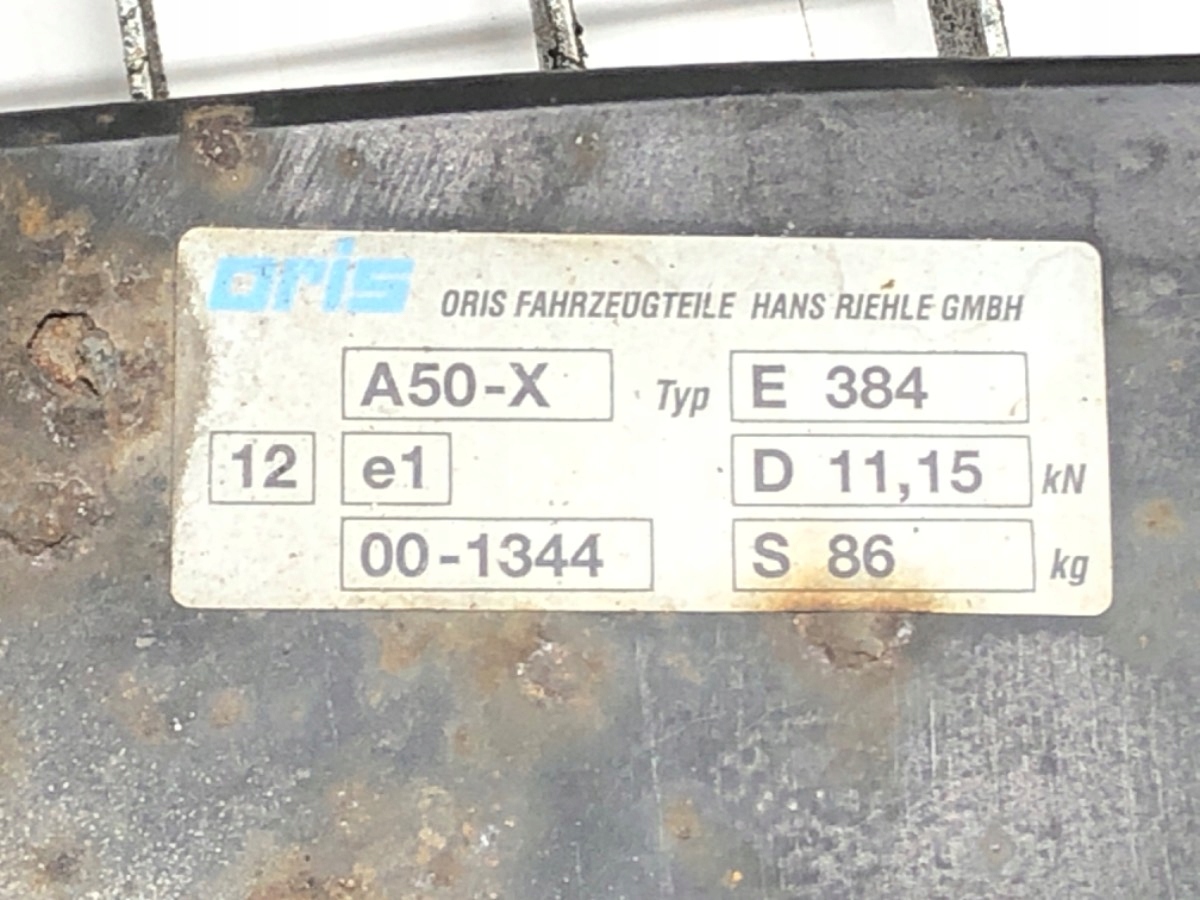 oris ORIS FAHRZEUGTEILE HANS RIEHLE GMBH
A50-X Typ E 384
12 e1 D 11,15 kN
00-1344 S 86 kg